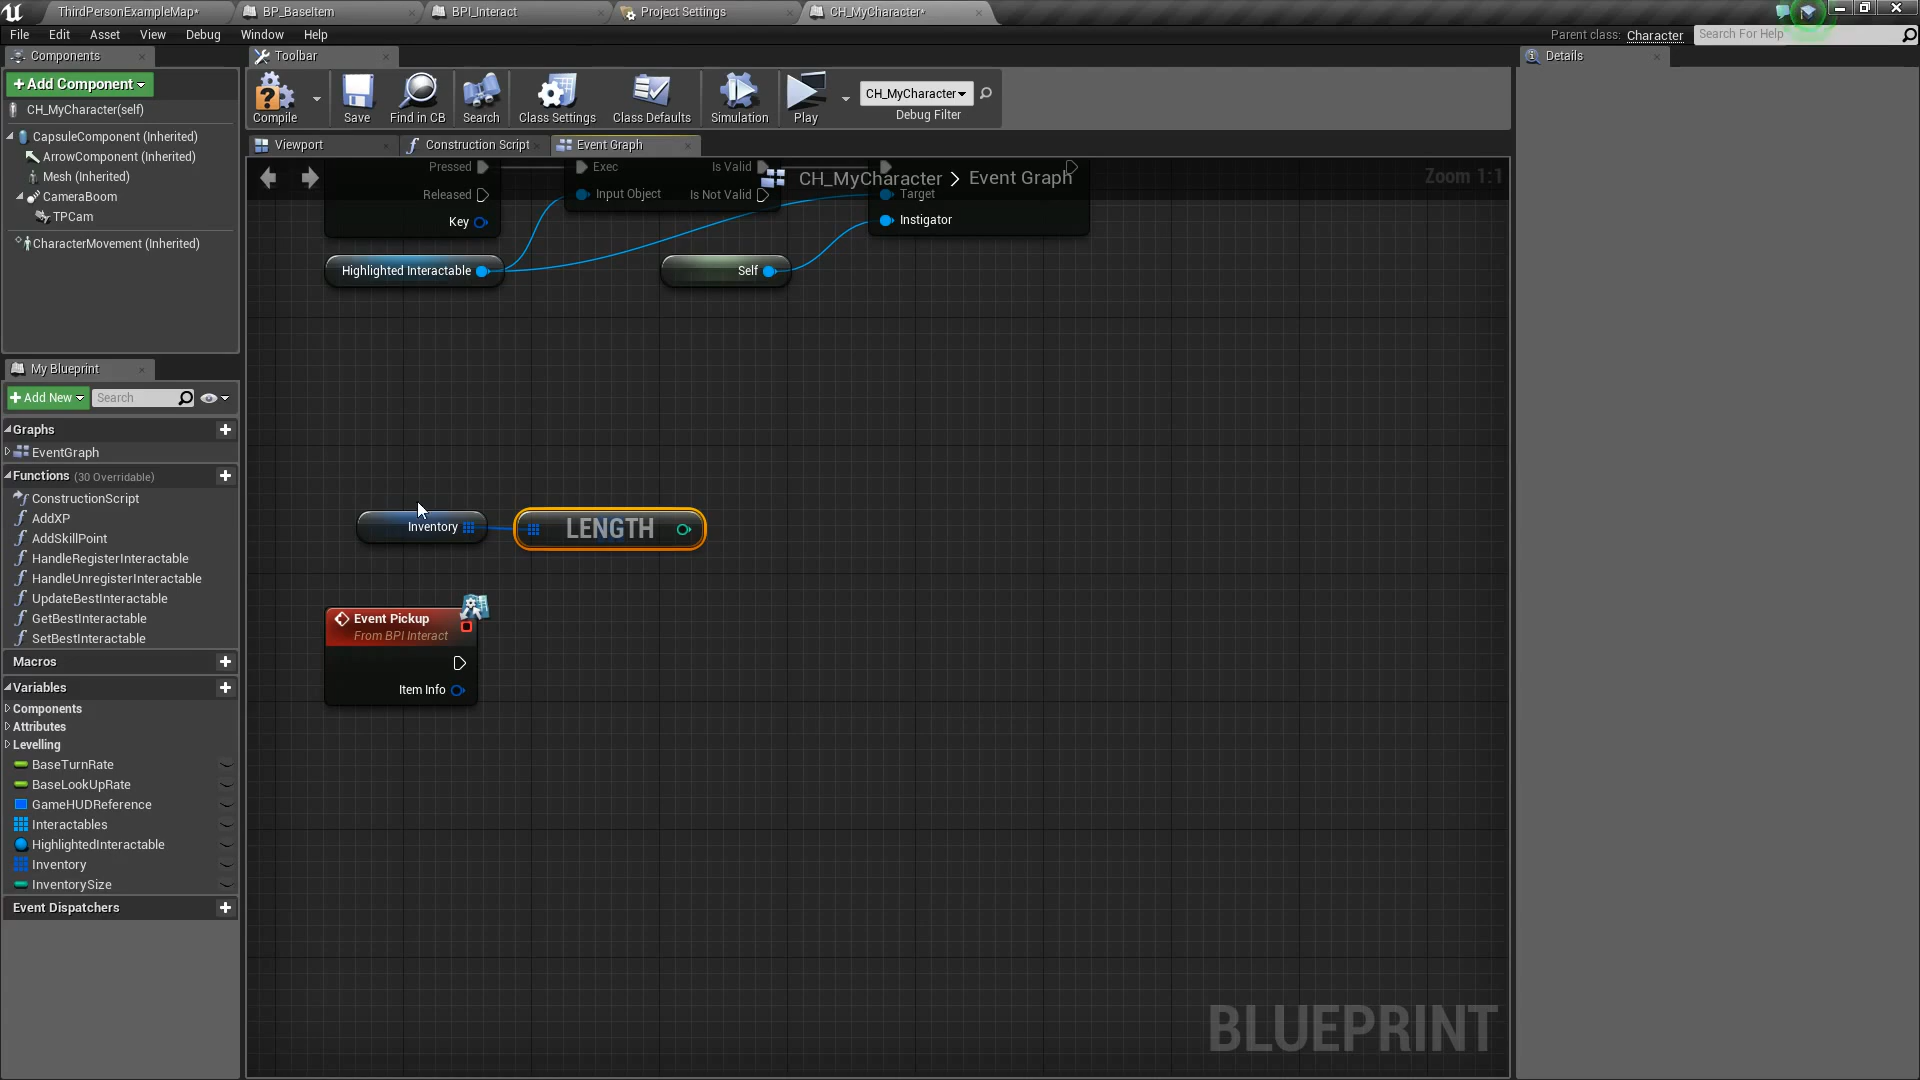 ThirdPersonExampleMap*
BP_BaseItem
BPI_Interact
Project Settings
CH_MyCharacter*
File
Edit
Asset
View
Debug
Window
Help
Parent class:
Character
Search For Help
Components
Toolbar
Details
+Add Component
CH_MyCharacter(self)
CapsuleComponent (Inherited)
ArrowComponent (Inherited)
Mesh (Inherited)
CameraBoom
TPCam
CharacterMovement (Inherited)
Compile
Save
Find in CB
Search
Class Settings
Class Defaults
Simulation
Play
CH_MyCharacter
Debug Filter
Viewport
Construction Script
Event Graph
CH_MyCharacter > Event Graph
Zoom 1:1
Pressed
Released
Key
Exec
Is Valid
Input Object
Is Not Valid
Target
Instigator
Highlighted Interactable
Self
My Blueprint
+Add New
Search
Graphs
EventGraph
Functions (30 Overridable)
ConstructionScript
AddXP
AddSkillPoint
HandleRegisterInteractable
HandleUnregisterInteractable
UpdateBestInteractable
GetBestInteractable
SetBestInteractable
Macros
Variables
Components
Attributes
Levelling
BaseTurnRate
BaseLookUpRate
GameHUDReference
Interactables
HighlightedInteractable
Inventory
InventorySize
Event Dispatchers
Inventory
LENGTH
Event Pickup
From BPI Interact
Item Info
BLUEPRINT